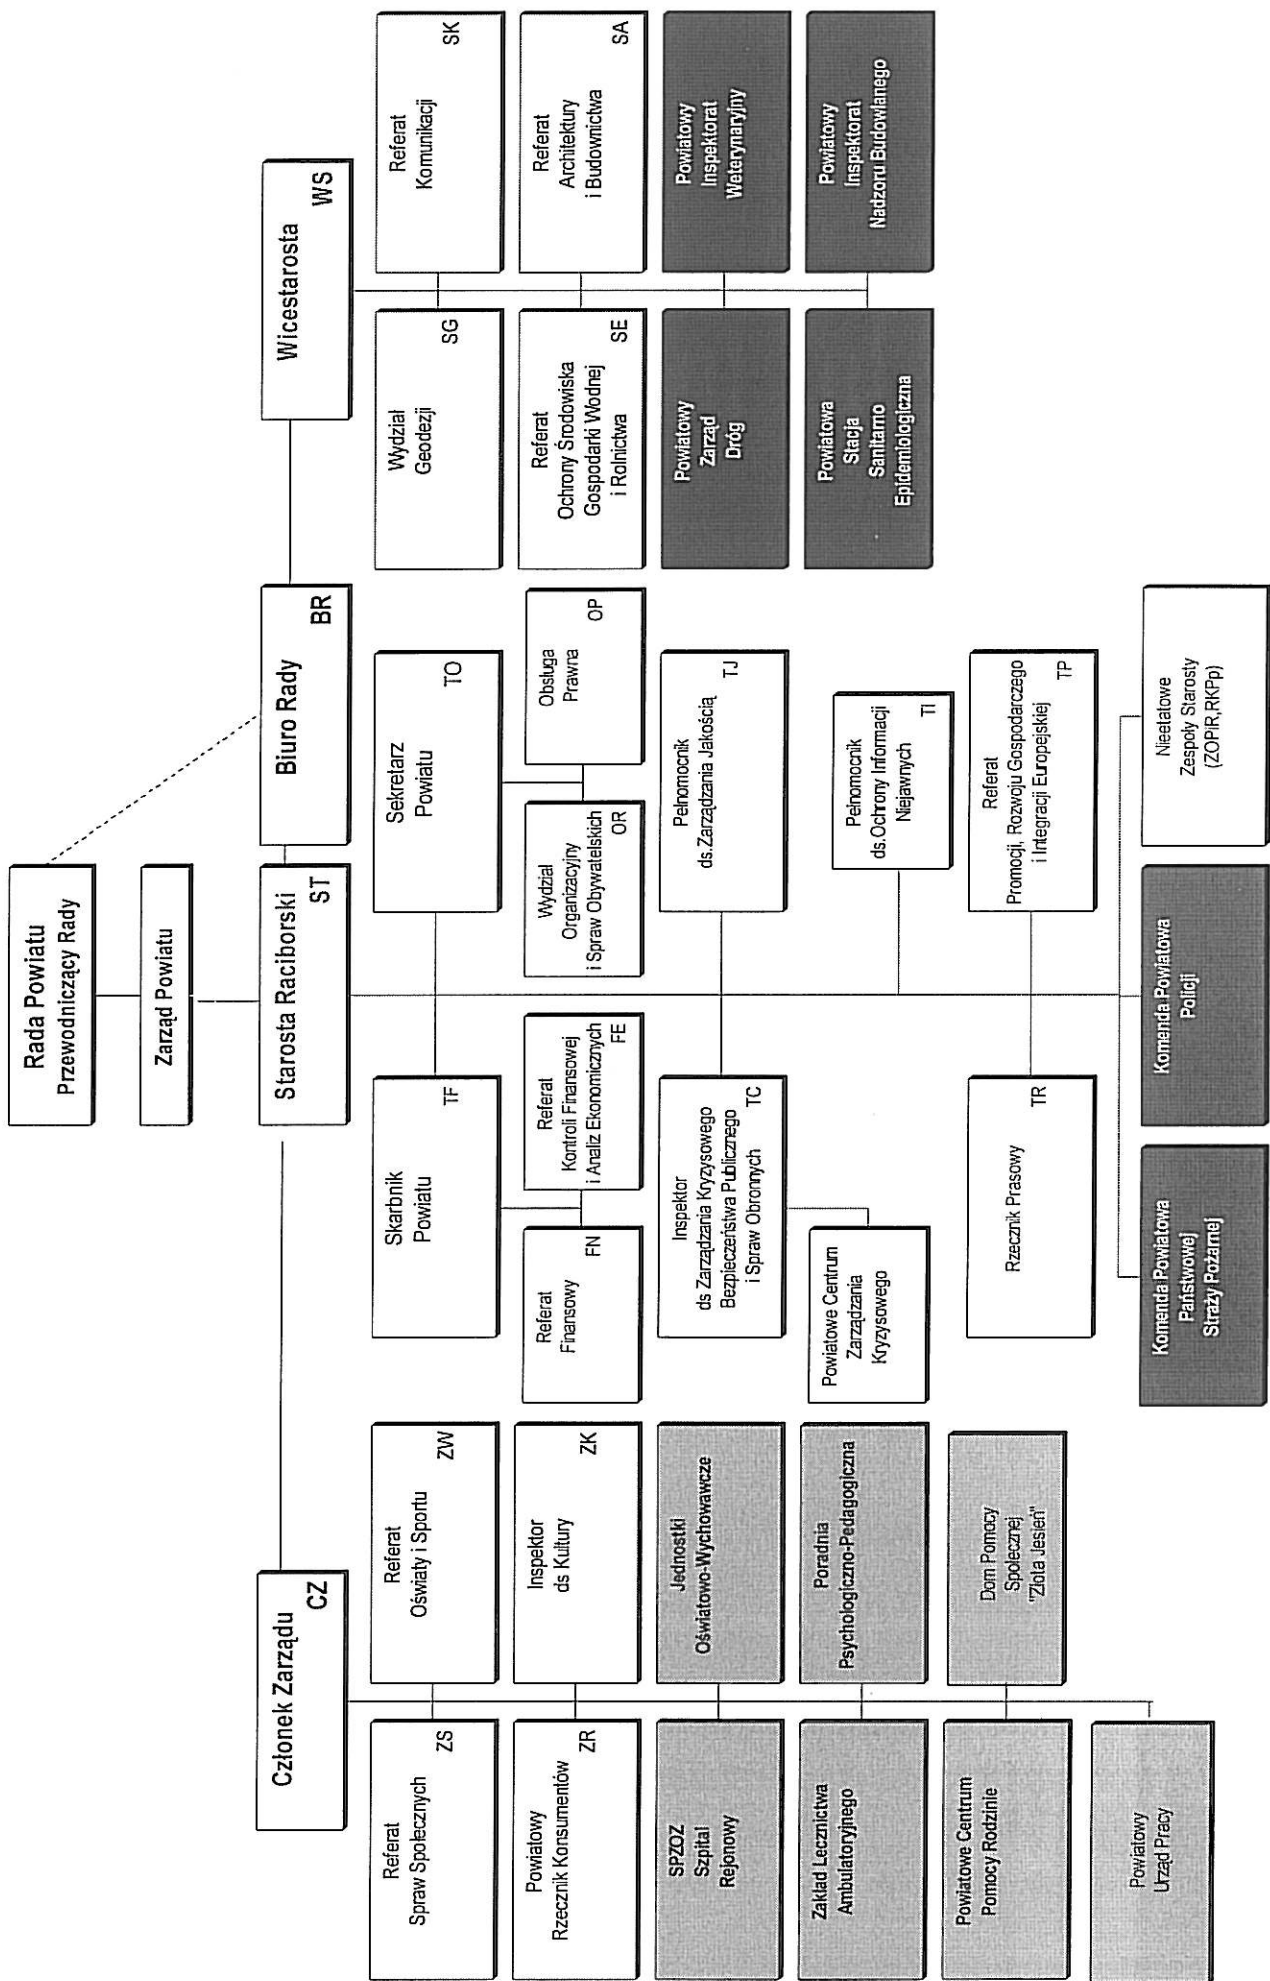 Rada Powiatu
Przewodniczący Rady
Zarząd Powiatu
Członek Zarządu
CZ
Starosta Raciborski
ST
Biuro Rady
BR
Wicestarosta
WS
Referat
Spraw Społecznych
ZS
Referat
Oświaty i Sportu
ZW
Powiatowy
Rzecznik Konsumentów
ZR
Inspektor
ds Kultury
ZK
SPZOZ
Szpital
Rejonowy
Jednostki
Oświatowo-Wychowawcze
Zakład Lecznictwa
Ambulatoryjnego
Poradnia
Psychologiczno-Pedagogiczna
Powiatowe Centrum
Pomocy Rodzinie
Dom Pomocy
Społecznej
"Złota Jesień"
Powiatowy
Urząd Pracy
Skarbnik
Powiatu
TF
Referat
Finansowy
FN
Referat
Kontroli Finansowej
i Analiz Ekonomicznych
FE
Inspektor
ds Zarządzania Kryzysowego
Bezpieczeństwa Publicznego
i Spraw Obronnych
TC
Powiatowe Centrum
Zarządzania
Kryzysowego
Rzecznik Prasowy
TR
Sekretarz
Powiatu
TO
Wydział
Organizacyjny
i Spraw Obywatelskich
OR
Obsługa
Prawna
OP
Pełnomocnik
ds.Zarządzania Jakością
TJ
Pełnomocnik
ds.Ochrony Informacji
Niejawnych
TI
Referat
Promocji, Rozwoju Gospodarczego
i Integracji Europejskiej
TP
Komenda Powiatowa
Państwowej
Straży Pożarnej
Komenda Powiatowa
Policji
Nieetatowe
Zespoły Starosty
(ZOPiR,RKPp)
Wydział
Geodezji
SG
Referat
Komunikacji
SK
Referat
Ochrony Środowiska
Gospodarki Wodnej
i Rolnictwa
SE
Referat
Architektury
i Budownictwa
SA
Powiatowy
Zarząd
Dróg
Powiatowy
Inspektorat
Weterynaryjny
Powiatowa
Stacja
Sanitarno
Epidemiologiczna
Powiatowy
Inspektorat
Nadzoru Budowlanego